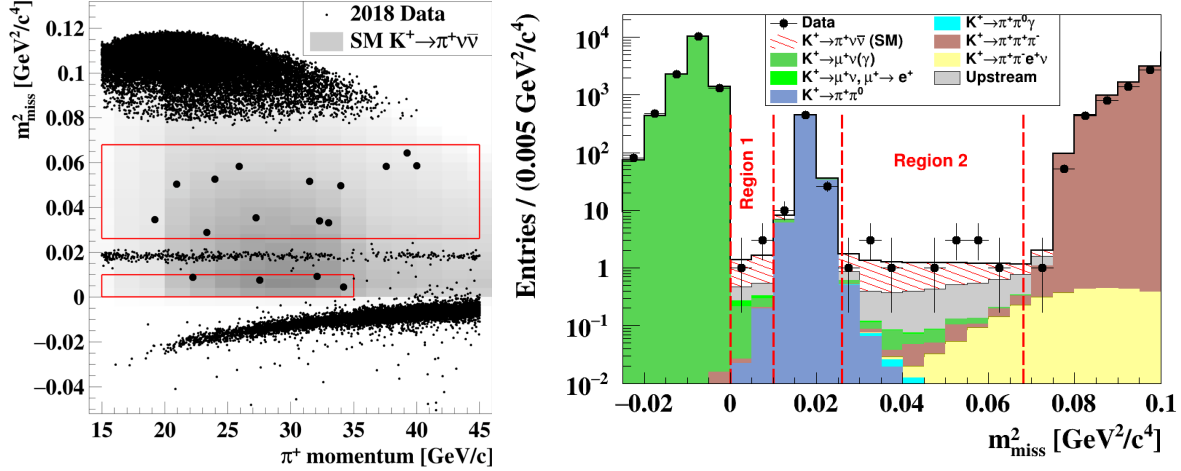 m²miss [GeV²/c⁴]
0.12
0.1
0.08
0.06
0.04
0.02
0
−0.02
−0.04
2018 Data
SM K⁺→π⁺νν̄
15 20 25 30 35 40 45
π⁺ momentum [GeV/c]
Entries / (0.005 GeV²/c⁴)
10⁴
10³
10²
10
1
10⁻¹
10⁻²
Data
K⁺→π⁺νν̄ (SM)
K⁺→μ⁺ν(γ)
K⁺→μ⁺ν, μ⁺→ e⁺
K⁺→π⁺π⁰
K⁺→π⁺π⁰γ
K⁺→π⁺π⁺π⁻
K⁺→π⁺π⁻e⁺ν
Upstream
Region 1
Region 2
−0.02 0 0.02 0.04 0.06 0.08 0.1
m²miss [GeV²/c⁴]